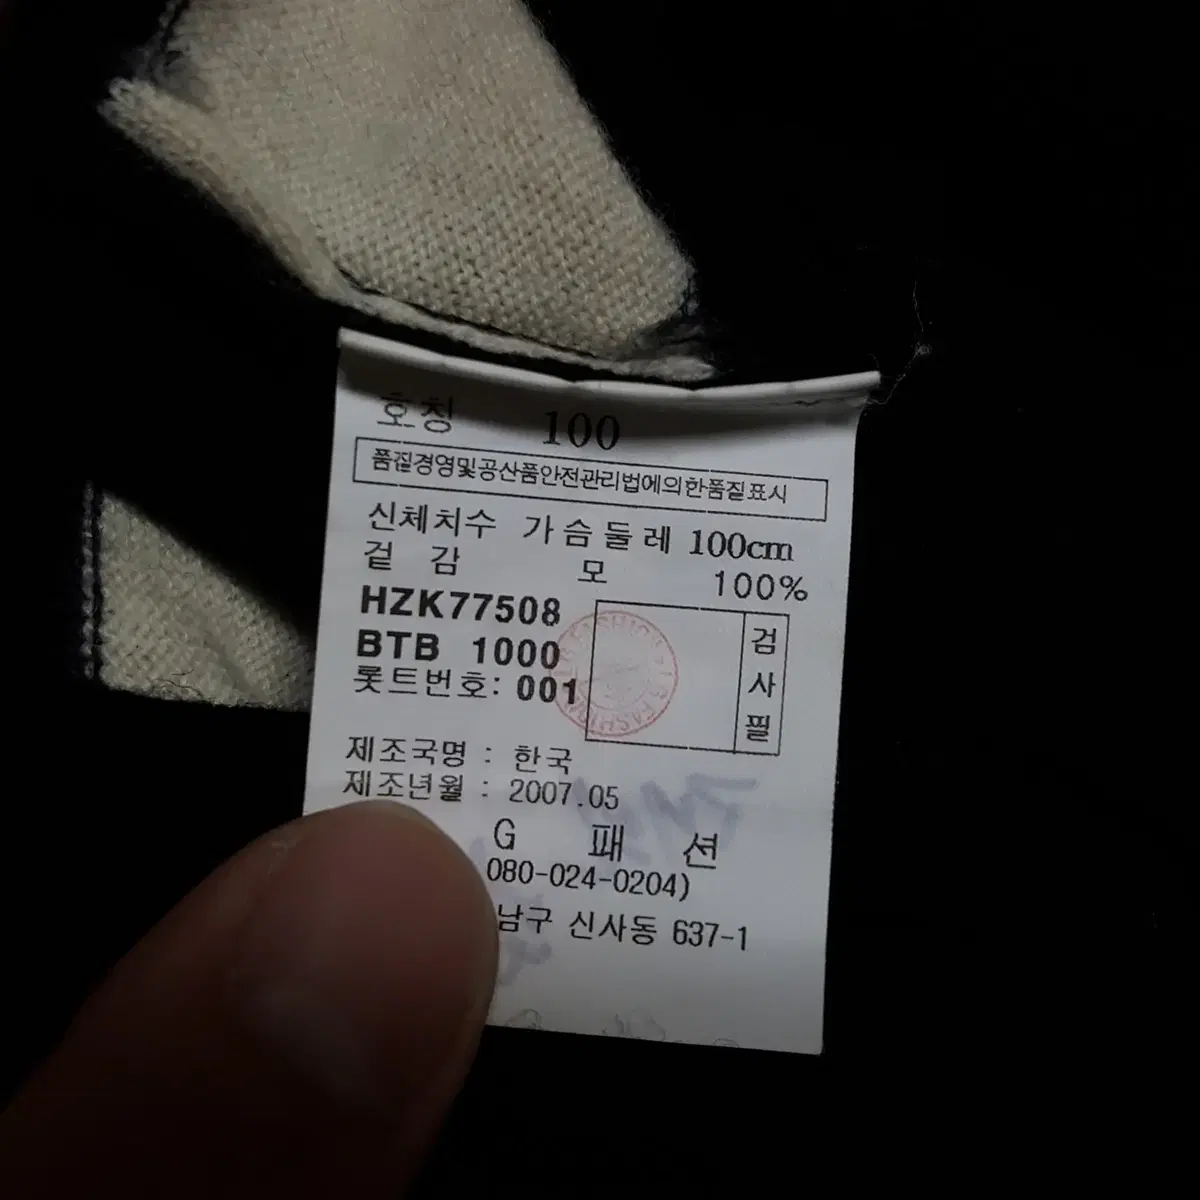 호칭 100
품질경영및공산품안전관리법에의한품질표시
신체치수 가슴둘레 100cm
겉감 모 100%
HZK77508
BTB 1000
롯트번호: 001
검사필
FASHION
제조국명 : 한국
제조년월 : 2007.05
G 패션
080-024-0204)
남구 신사동 637-1